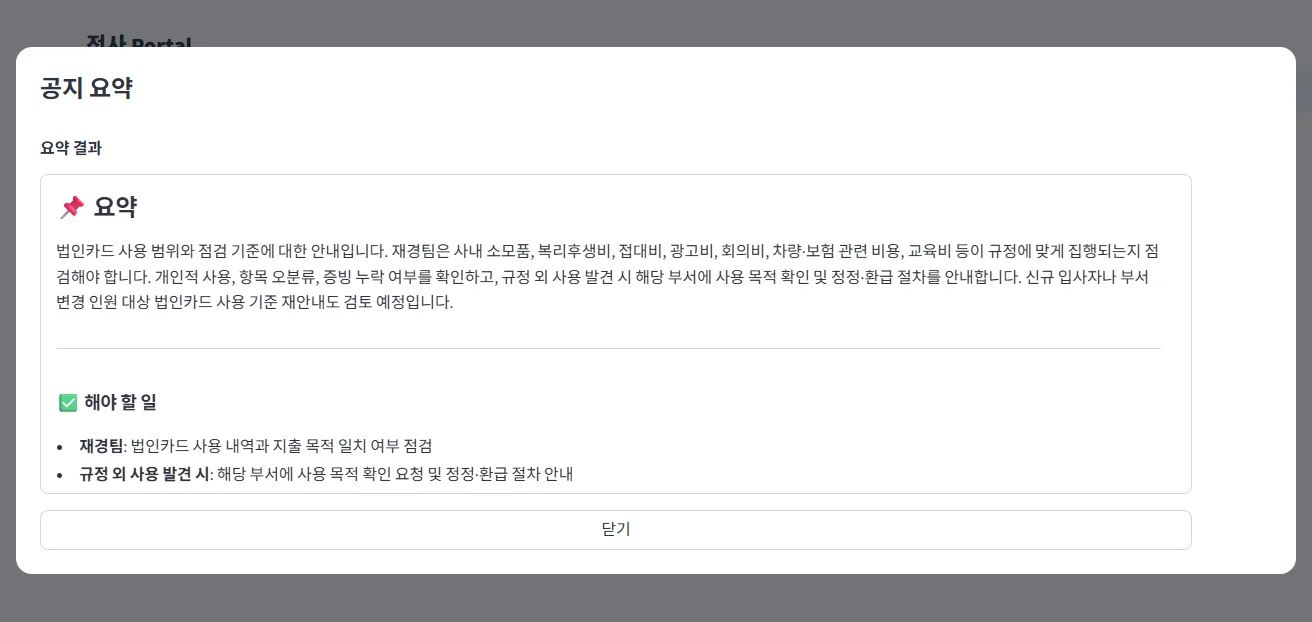 전사 Portal
공지 요약
요약 결과
📌 요약
법인카드 사용 범위와 점검 기준에 대한 안내입니다. 재경팀은 사내 소모품, 복리후생비, 접대비, 광고비, 회의비, 차량·보험 관련 비용, 교육비 등이 규정에 맞게 집행되는지 점
검해야 합니다. 개인적 사용, 항목 오분류, 증빙 누락 여부를 확인하고, 규정 외 사용 발견 시 해당 부서에 사용 목적 확인 및 정정·환급 절차를 안내합니다. 신규 입사자나 부서
변경 인원 대상 법인카드 사용 기준 재안내도 검토 예정입니다.
✅ 해야 할 일
• 재경팀: 법인카드 사용 내역과 지출 목적 일치 여부 점검
• 규정 외 사용 발견 시: 해당 부서에 사용 목적 확인 요청 및 정정·환급 절차 안내
닫기